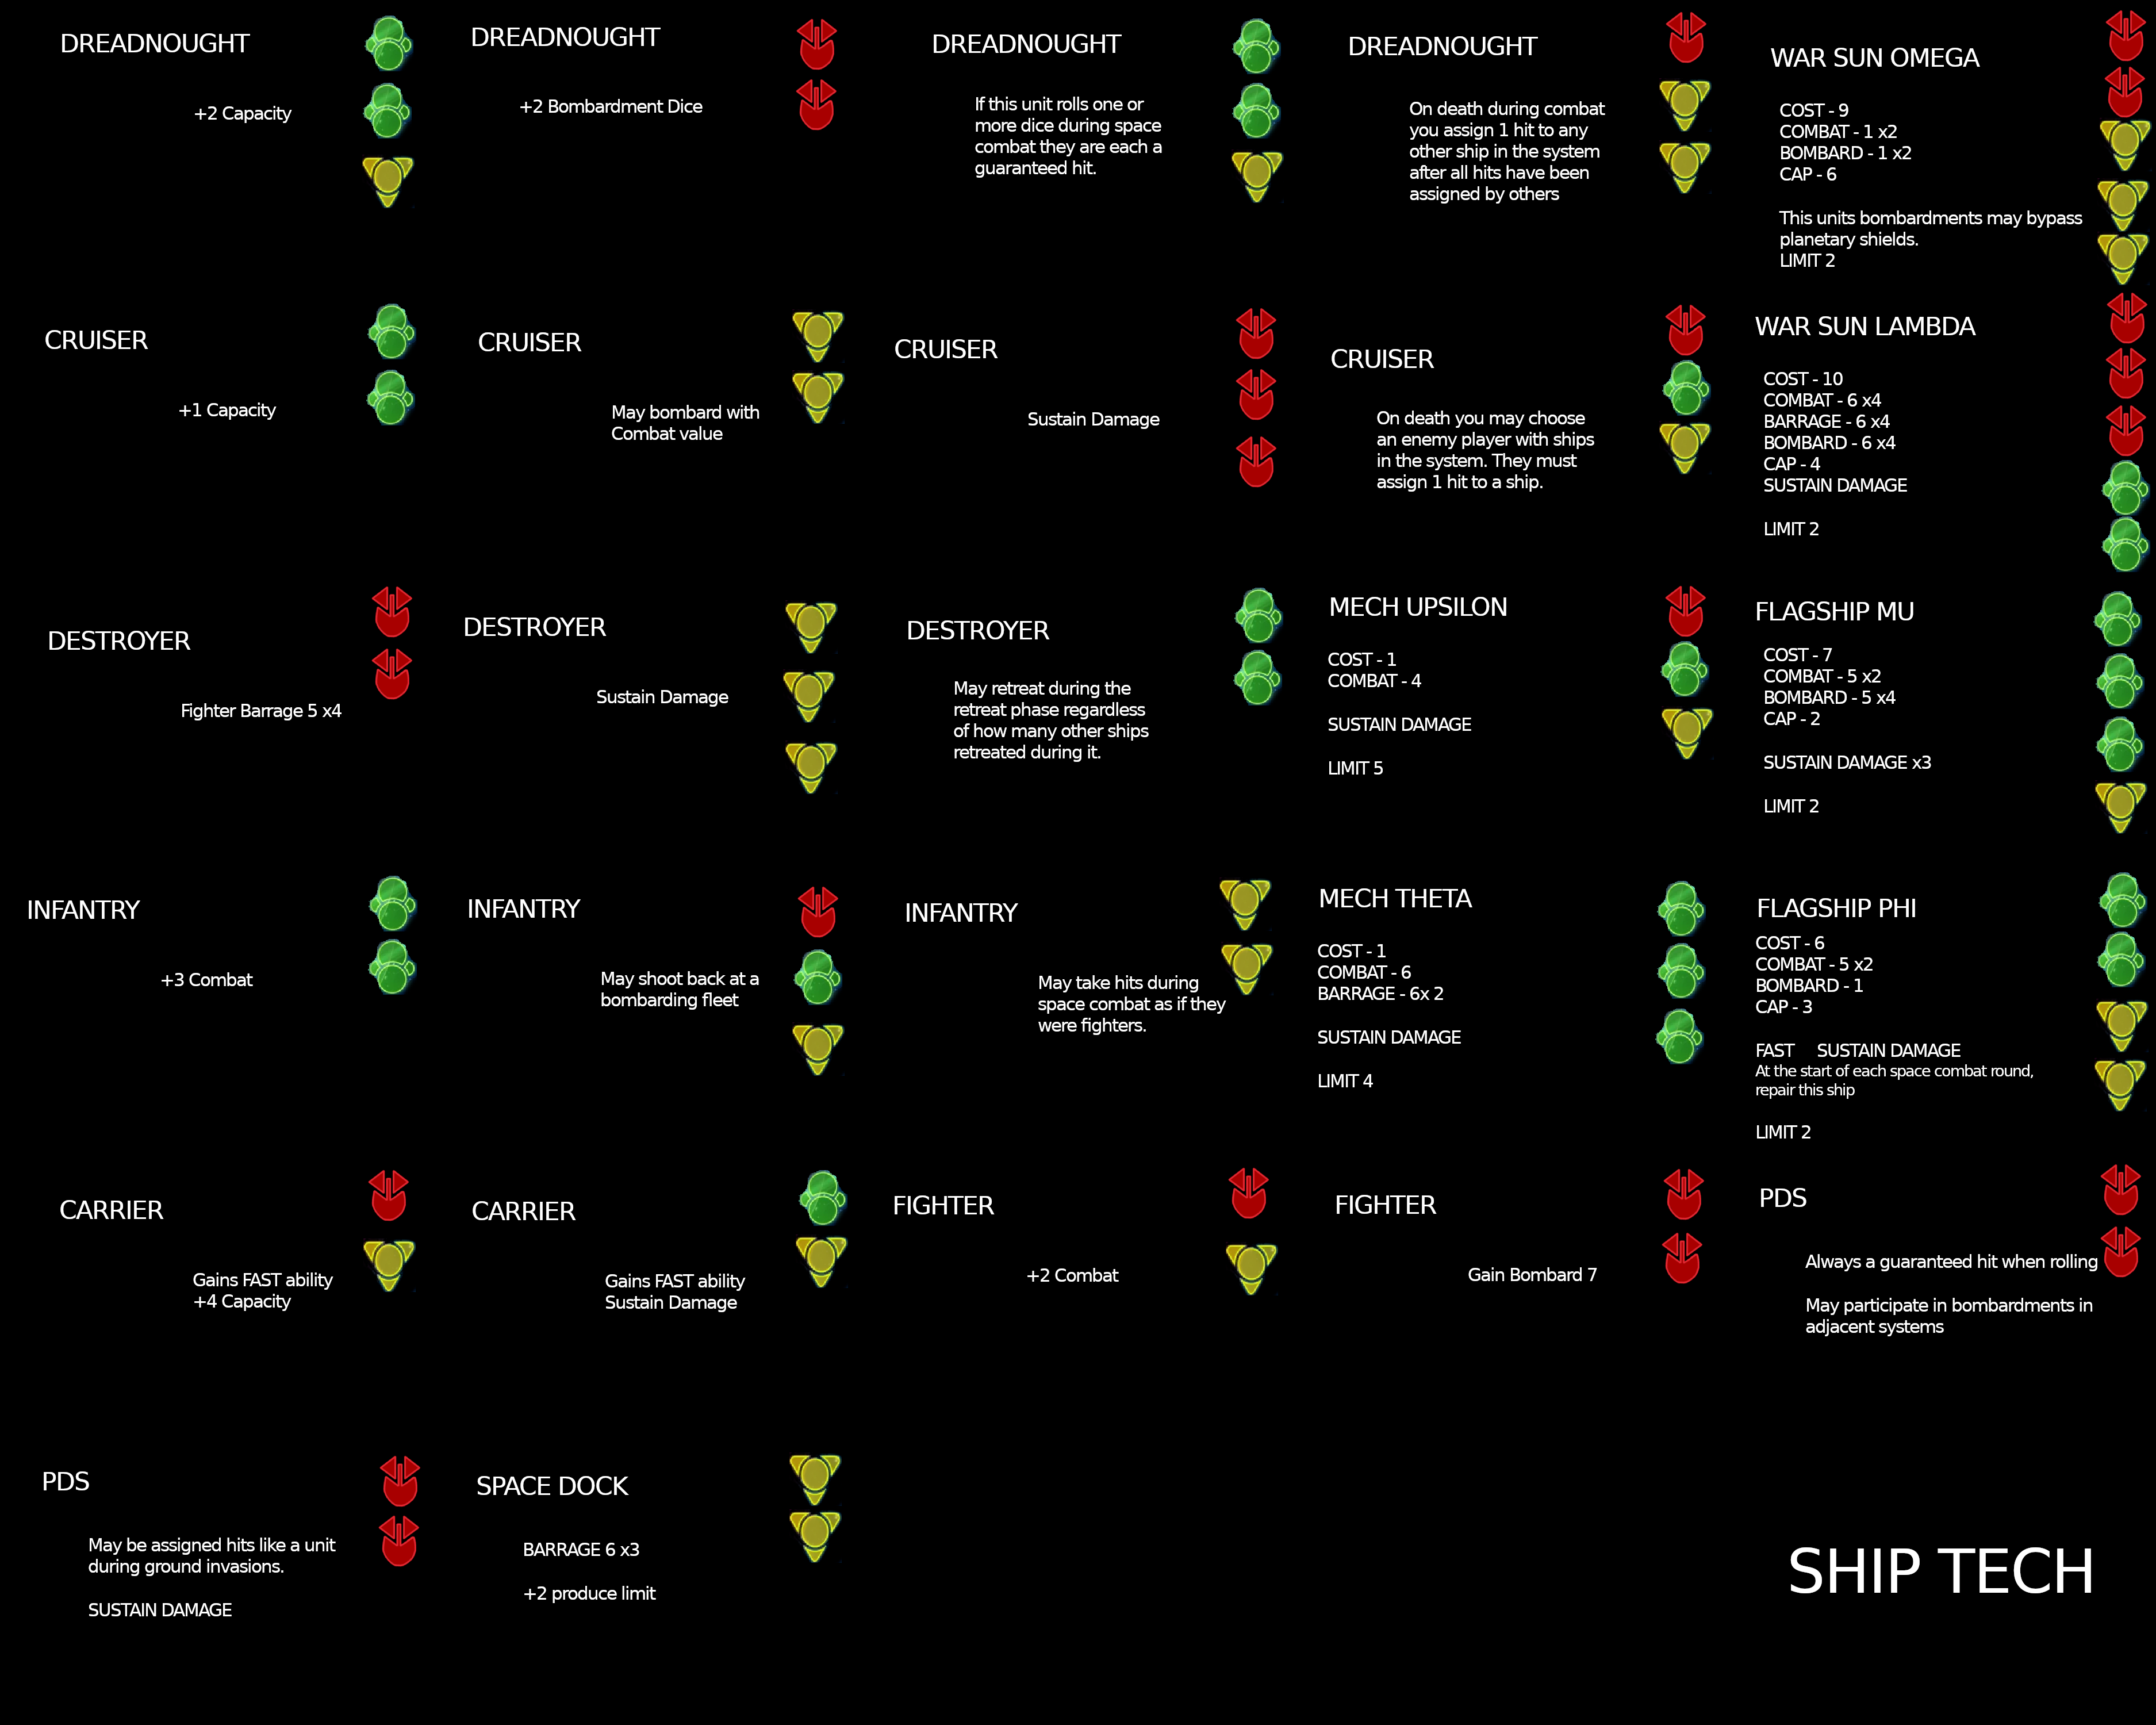 DREADNOUGHT
+2 Capacity
DREADNOUGHT
+2 Bombardment Dice
DREADNOUGHT
If this unit rolls one or
more dice during space
combat they are each a
guaranteed hit.
DREADNOUGHT
On death during combat
you assign 1 hit to any
other ship in the system
after all hits have been
assigned by others
WAR SUN OMEGA
COST - 9
COMBAT - 1 x2
BOMBARD - 1 x2
CAP - 6
This units bombardments may bypass
planetary shields.
LIMIT 2
CRUISER
+1 Capacity
CRUISER
May bombard with
Combat value
CRUISER
Sustain Damage
CRUISER
On death you may choose
an enemy player with ships
in the system. They must
assign 1 hit to a ship.
WAR SUN LAMBDA
COST - 10
COMBAT - 6 x4
BARRAGE - 6 x4
BOMBARD - 6 x4
CAP - 4
SUSTAIN DAMAGE
LIMIT 2
DESTROYER
Fighter Barrage 5 x4
DESTROYER
Sustain Damage
DESTROYER
May retreat during the
retreat phase regardless
of how many other ships
retreated during it.
MECH UPSILON
COST - 1
COMBAT - 4
SUSTAIN DAMAGE
LIMIT 5
FLAGSHIP MU
COST - 7
COMBAT - 5 x2
BOMBARD - 5 x4
CAP - 2
SUSTAIN DAMAGE x3
LIMIT 2
INFANTRY
+3 Combat
INFANTRY
May shoot back at a
bombarding fleet
INFANTRY
May take hits during
space combat as if they
were fighters.
MECH THETA
COST - 1
COMBAT - 6
BARRAGE - 6x 2
SUSTAIN DAMAGE
LIMIT 4
FLAGSHIP PHI
COST - 6
COMBAT - 5 x2
BOMBARD - 1
CAP - 3
FAST SUSTAIN DAMAGE
At the start of each space combat round,
repair this ship
LIMIT 2
CARRIER
Gains FAST ability
+4 Capacity
CARRIER
Gains FAST ability
Sustain Damage
FIGHTER
+2 Combat
FIGHTER
Gain Bombard 7
PDS
Always a guaranteed hit when rolling
May participate in bombardments in
adjacent systems
PDS
May be assigned hits like a unit
during ground invasions.
SUSTAIN DAMAGE
SPACE DOCK
BARRAGE 6 x3
+2 produce limit
SHIP TECH